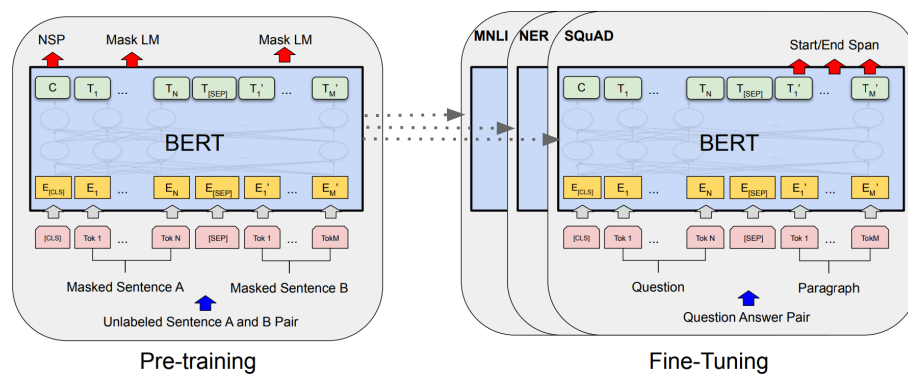 NSP Mask LM Mask LM
C T1 ... TN T[SEP] T1' ... TM'
BERT
E[CLS] E1 ... EN E[SEP] E1' ... EM'
[CLS] Tok 1 ... Tok N [SEP] Tok 1 ... TokM
Masked Sentence A Masked Sentence B
Unlabeled Sentence A and B Pair
Pre-training
MNLI NER SQuAD
Start/End Span
C T1 ... TN T[SEP] T1' ... TM'
BERT
E[CLS] E1 ... EN E[SEP] E1' ... EM'
[CLS] Tok 1 ... Tok N [SEP] Tok 1 ... TokM
Question Paragraph
Question Answer Pair
Fine-Tuning